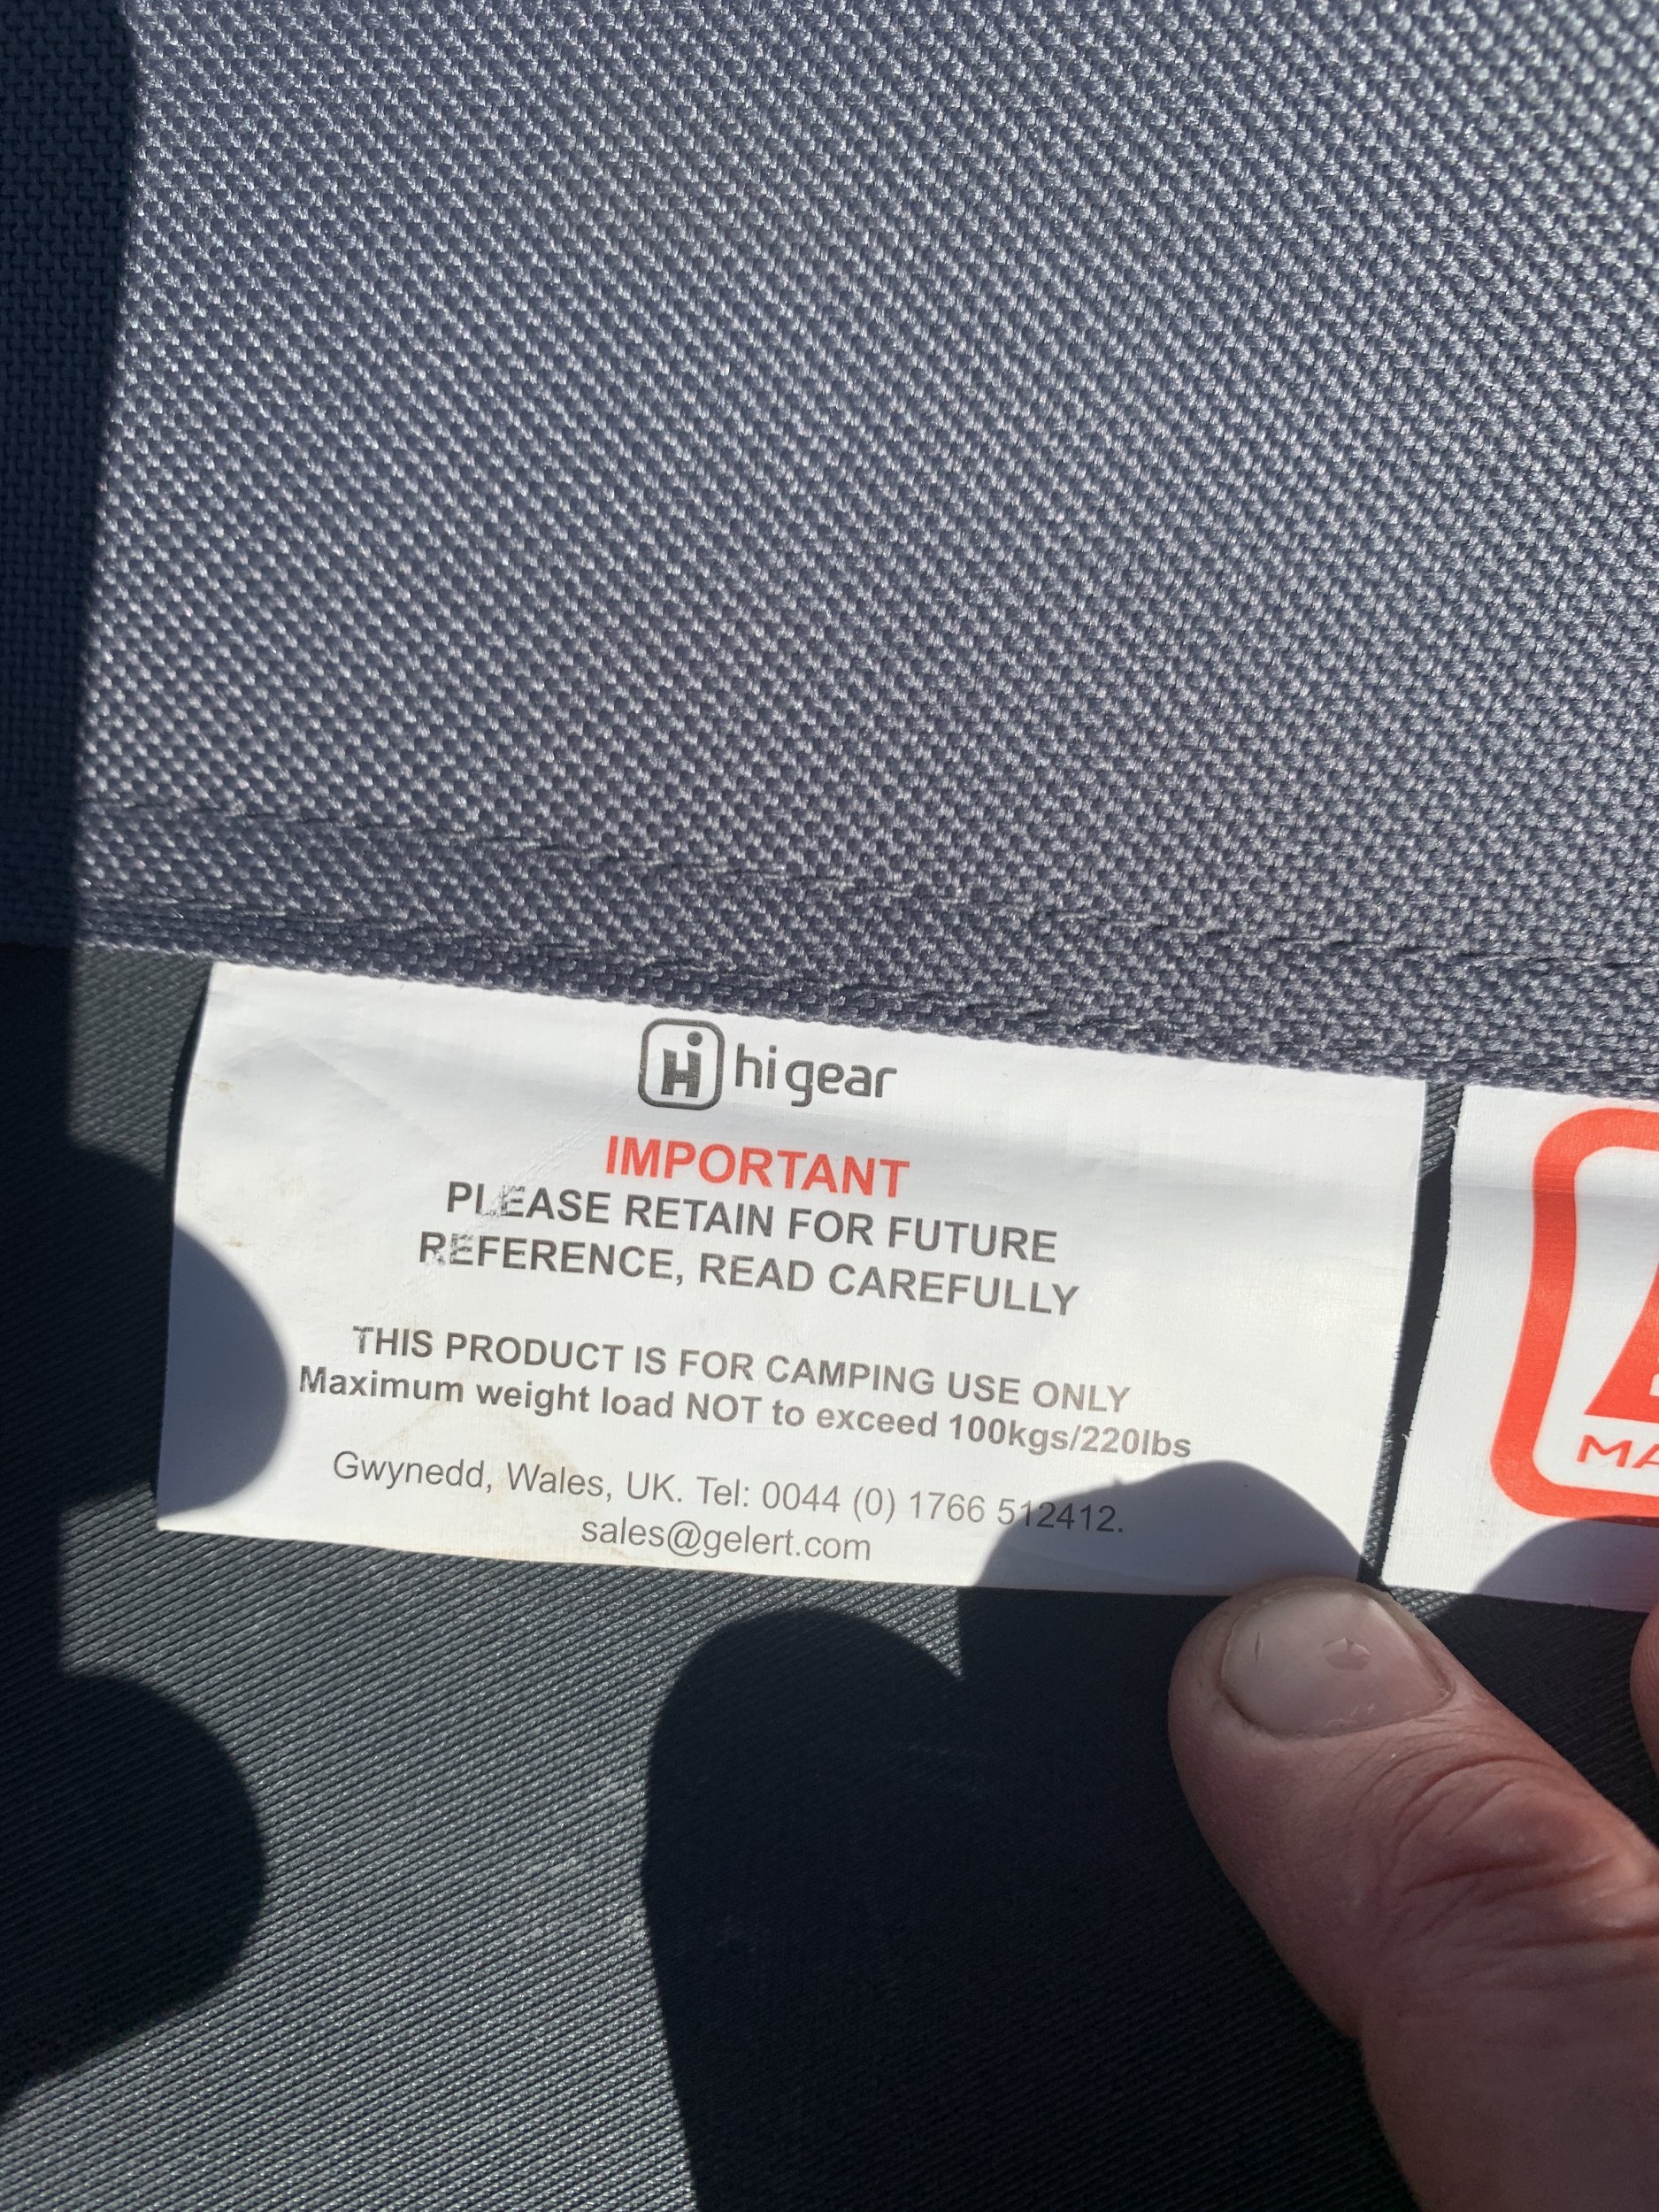 hi gear
IMPORTANT
PLEASE RETAIN FOR FUTURE
REFERENCE, READ CAREFULLY
THIS PRODUCT IS FOR CAMPING USE ONLY
Maximum weight load NOT to exceed 100kgs/220lbs
Gwynedd, Wales, UK. Tel: 0044 (0) 1766 512412.
sales@gelert.com
MA